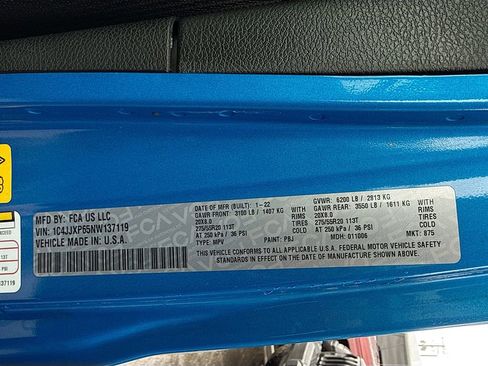 MFD. BY: FCA US LLC
VIN: 1C4JJXP65NW137119
VEHICLE MADE IN U.S.A.
DATE OF MFR (BUILT): 1-22
GAWR FRONT: 3100 LB / 1407 KG
20X8.0 RIMS
275/55R20 113T TIRES
AT 250 kPa / 36 PSI COLD
TYPE: MPV PAINT: PBJ
GVWR: 6200 LB / 2813 KG
GAWR REAR: 3550 LB / 1611 KG
20X8.0 RIMS
275/55R20 113T TIRES
AT 250 kPa / 36 PSI COLD
MDH: 011006 MKT: 875
THIS VEHICLE CONFORMS TO ALL APPLICABLE U.S.A. FEDERAL MOTOR VEHICLE SAFETY
STANDARDS IN EFFECT ON THE DATE OF MANUFACTURE SHOWN ABOVE.
113T
PSI
37119